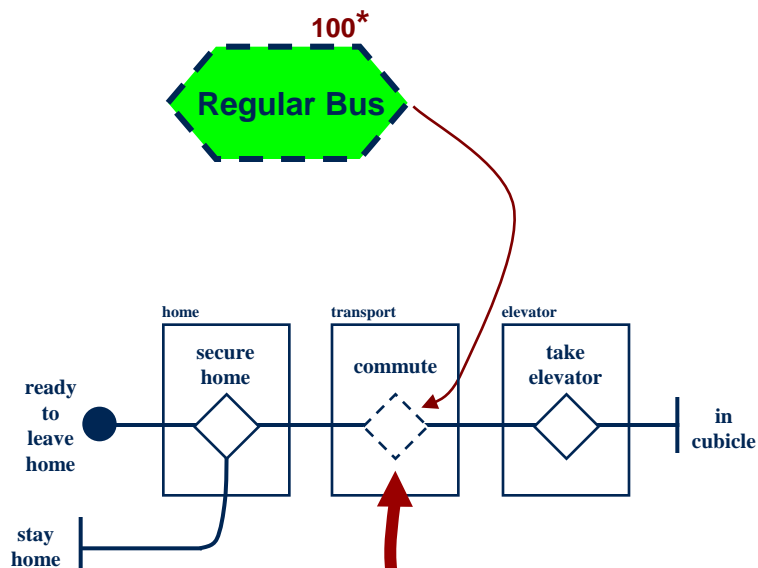 100*
Regular Bus
home
transport
elevator
secure
home
commute
take
elevator
ready
to
leave
home
in
cubicle
stay
home